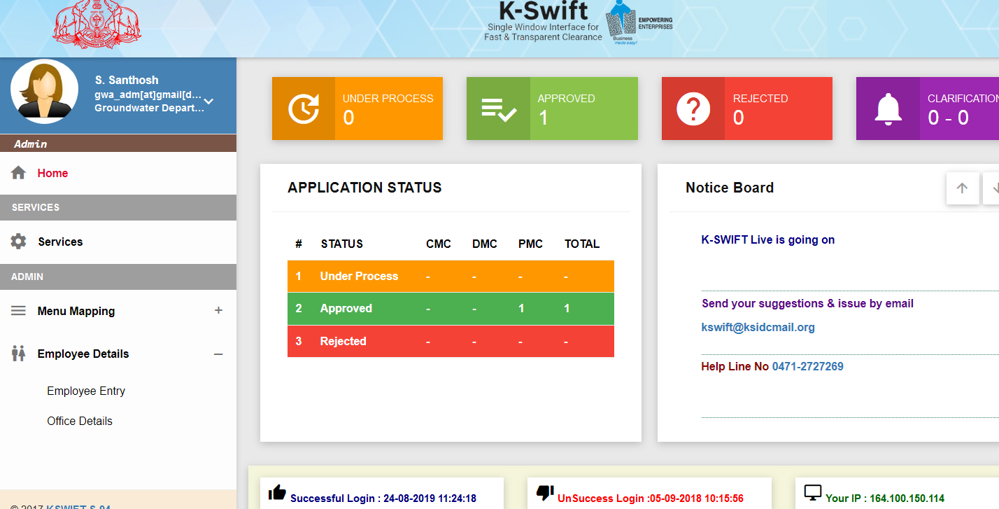 K-Swift
Single Window Interface for
Fast & Transparent Clearance
EMPOWERING
ENTERPRISES
Business
made easy!
S. Santhosh
gwa_adm[at]gmail[d...
Groundwater Depart...
Admin
Home
SERVICES
Services
ADMIN
Menu Mapping +
Employee Details –
Employee Entry
Office Details
© 2017 KSWIFT S-94
UNDER PROCESS
0
APPROVED
1
REJECTED
0
CLARIFICATION
0 - 0
APPLICATION STATUS
# STATUS CMC DMC PMC TOTAL
1 Under Process - - - -
2 Approved - - 1 1
3 Rejected - - - -
Notice Board
K-SWIFT Live is going on
Send your suggestions & issue by email
kswift@ksidcmail.org
Help Line No 0471-2727269
Successful Login : 24-08-2019 11:24:18
UnSuccess Login :05-09-2018 10:15:56
Your IP : 164.100.150.114